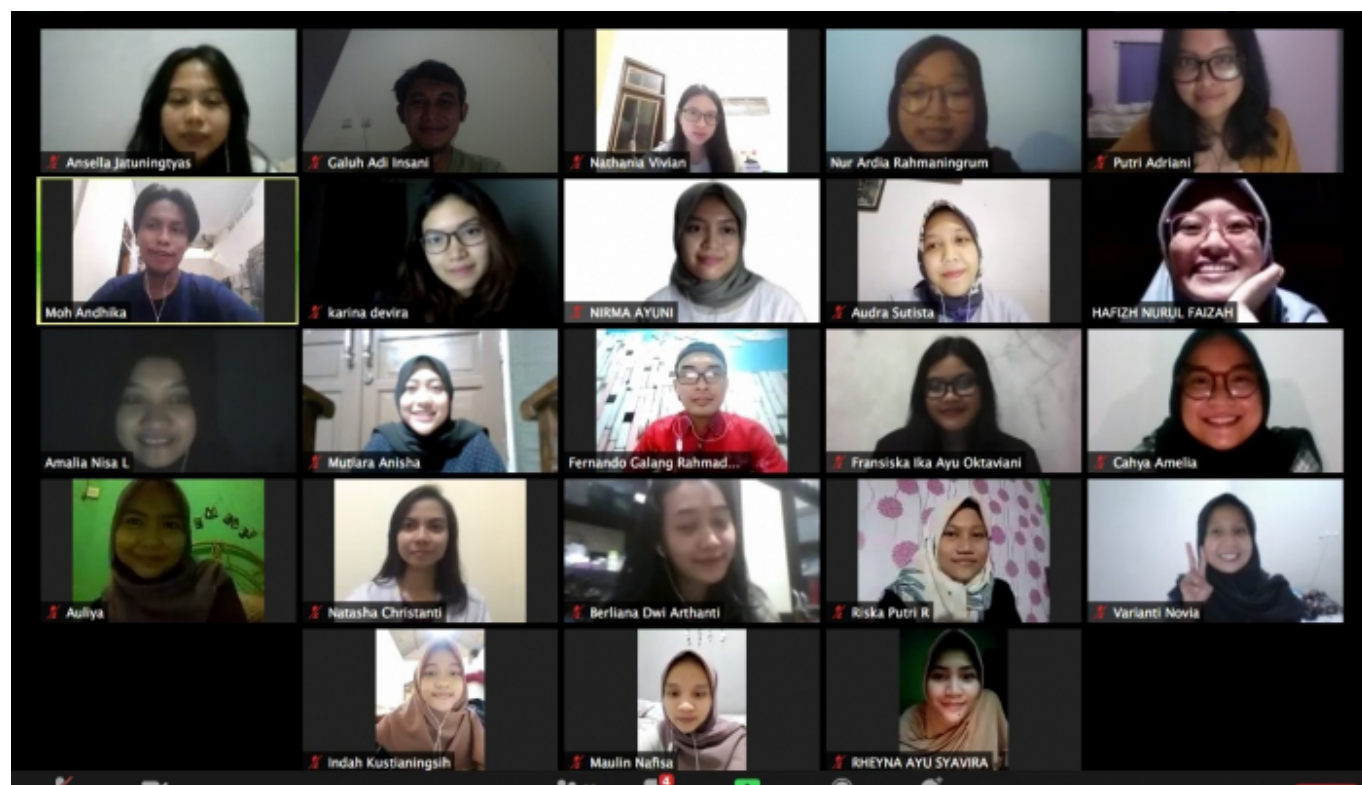 Ansella Jatuningtyas
Galuh Adi Insani
Nathania Vivian
Nur Ardia Rahmaningrum
Putri Adriani
Moh Andhika
karina devira
NIRMA AYUNI
Audra Sutista
HAFIZH NURUL FAIZAH
Amalia Nisa L
Mutiara Anisha
Fernando Galang Rahmad...
Fransiska Ika Ayu Oktaviani
Cahya Amelia
Auliya
Natasha Christanti
Berliana Dwi Arthanti
Riska Putri R
Varianti Novia
Indah Kustianingsih
Maulin Nafisa
RHEYNA AYU SYAVIRA
4